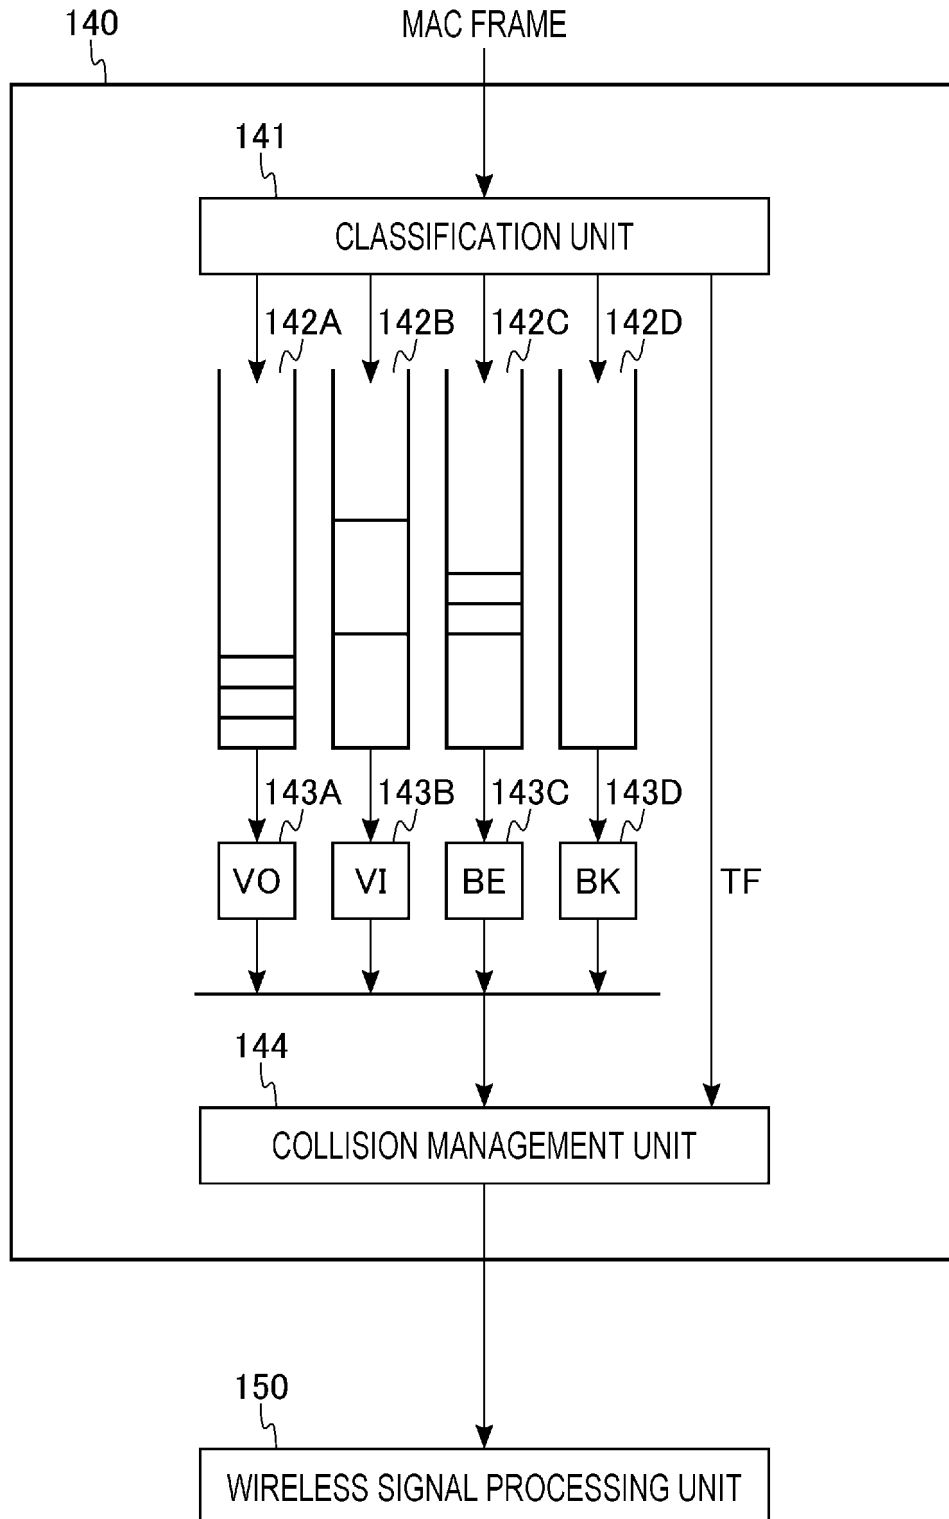 140
MAC FRAME
141
CLASSIFICATION UNIT
142A 142B 142C 142D
143A 143B 143C 143D
VO VI BE BK TF
144
COLLISION MANAGEMENT UNIT
150
WIRELESS SIGNAL PROCESSING UNIT